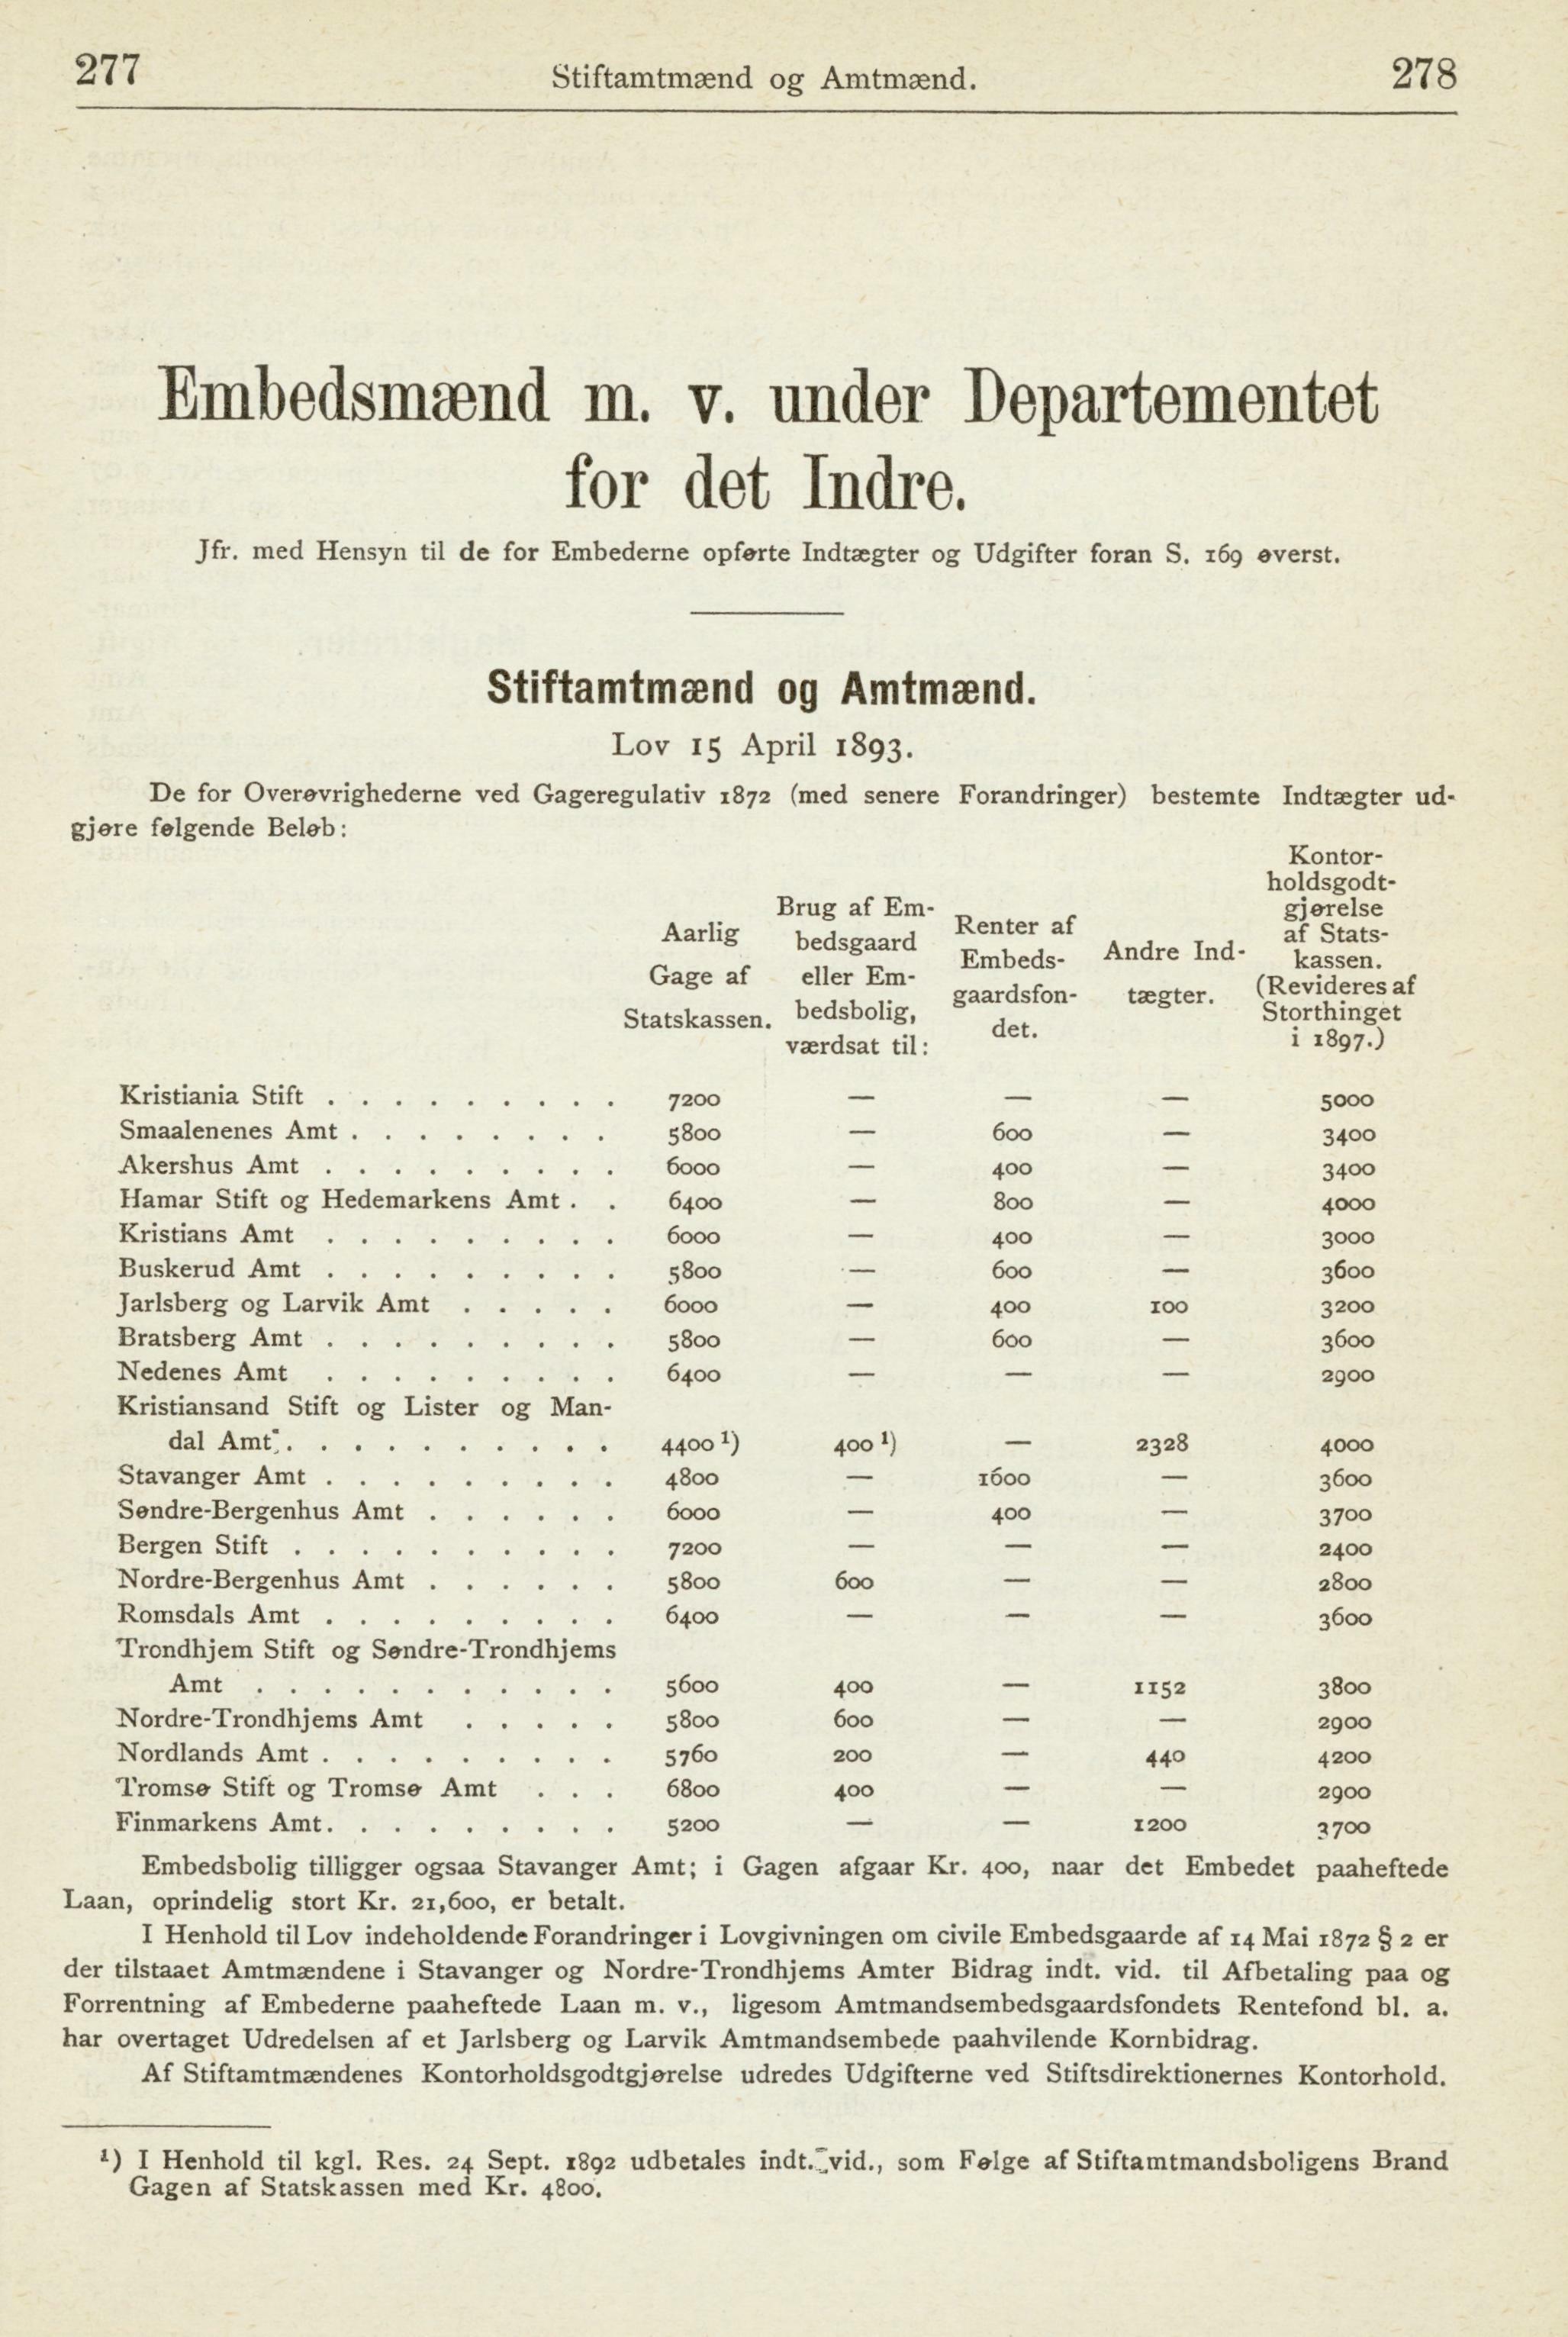 277
Stiftamtmænd og Amtmænd.
278
Embedsmænd m. v. under Departementet
for det Indre.
Jfr. med Hensyn til de for Embederne opførte Indtægter og Udgifter foran S. 169 øverst.
Stiftamtmænd og Amtmænd.
Lov 15 April 1893.
De for Overøvrighederne ved Gageregulativ 1872 (med senere Forandringer) bestemte Indtægter ud-
gjøre følgende Beløb:
Aarlig
Gage af
Statskassen.
Brug af Em-
bedsgaard
eller Em-
bedsbolig,
værdsat til:
Renter af
Embeds-
gaardsfon-
det.
Andre Ind-
tægter.
Kontor-
holdsgodt-
gjørelse
af Stats-
kassen.
(Revideres af
Storthinget
i 1897.)
Kristiania Stift . . . . . . . . . 7200 — — — 5000
Smaalenenes Amt . . . . . . . . 5800 — 600 — 3400
Akershus Amt . . . . . . . . . 6000 — 400 — 3400
Hamar Stift og Hedemarkens Amt . . 6400 — 800 — 4000
Kristians Amt . . . . . . . . . 6000 — 400 — 3000
Buskerud Amt . . . . . . . . . 5800 — 600 — 3600
Jarlsberg og Larvik Amt . . . . . 6000 — 400 100 3200
Bratsberg Amt . . . . . . . . . 5800 — 600 — 3600
Nedenes Amt . . . . . . . . . 6400 — — — 2900
Kristiansand Stift og Lister og Man-
dal Amt . . . . . . . . . . 4400 ¹) 400 ¹) — 2328 4000
Stavanger Amt . . . . . . . . . 4800 — 1600 — 3600
Søndre-Bergenhus Amt . . . . . . 6000 — 400 — 3700
Bergen Stift . . . . . . . . . . 7200 — — — 2400
Nordre-Bergenhus Amt . . . . . . 5800 600 — — 2800
Romsdals Amt . . . . . . . . . 6400 — — — 3600
Trondhjem Stift og Søndre-Trondhjems
Amt . . . . . . . . . . . 5600 400 — 1152 3800
Nordre-Trondhjems Amt . . . . . 5800 600 — — 2900
Nordlands Amt . . . . . . . . . 5760 200 — 440 4200
Tromsø Stift og Tromsø Amt . . . 6800 400 — — 2900
Finmarkens Amt. . . . . . . . . 5200 — — 1200 3700
Embedsbolig tilligger ogsaa Stavanger Amt; i Gagen afgaar Kr. 400, naar det Embedet paaheftede
Laan, oprindelig stort Kr. 21,600, er betalt.
I Henhold til Lov indeholdende Forandringer i Lovgivningen om civile Embedsgaarde af 14 Mai 1872 § 2 er
der tilstaaet Amtmændene i Stavanger og Nordre-Trondhjems Amter Bidrag indt. vid. til Afbetaling paa og
Forrentning af Embederne paaheftede Laan m. v., ligesom Amtmandsembedsgaardsfondets Rentefond bl. a.
har overtaget Udredelsen af et Jarlsberg og Larvik Amtmandsembede paahvilende Kornbidrag.
Af Stiftamtmændenes Kontorholdsgodtgjørelse udredes Udgifterne ved Stiftsdirektionernes Kontorhold.
¹) I Henhold til kgl. Res. 24 Sept. 1892 udbetales indt. vid., som Følge af Stiftamtmandsboligens Brand
Gagen af Statskassen med Kr. 4800.